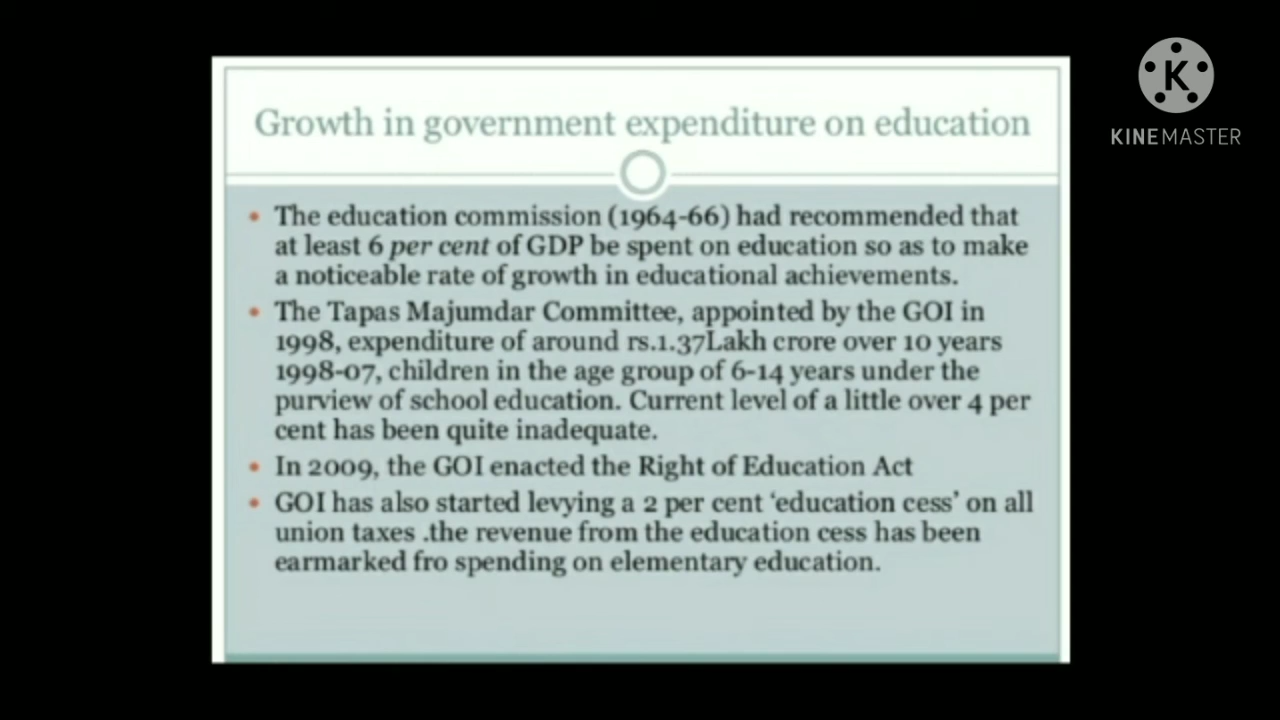 Growth in government expenditure on education
• The education commission (1964-66) had recommended that
at least 6 per cent of GDP be spent on education so as to make
a noticeable rate of growth in educational achievements.
• The Tapas Majumdar Committee, appointed by the GOI in
1998, expenditure of around rs.1.37Lakh crore over 10 years
1998-07, children in the age group of 6-14 years under the
purview of school education. Current level of a little over 4 per
cent has been quite inadequate.
• In 2009, the GOI enacted the Right of Education Act
• GOI has also started levying a 2 per cent ‘education cess’ on all
union taxes .the revenue from the education cess has been
earmarked fro spending on elementary education.
K
KINEMASTER